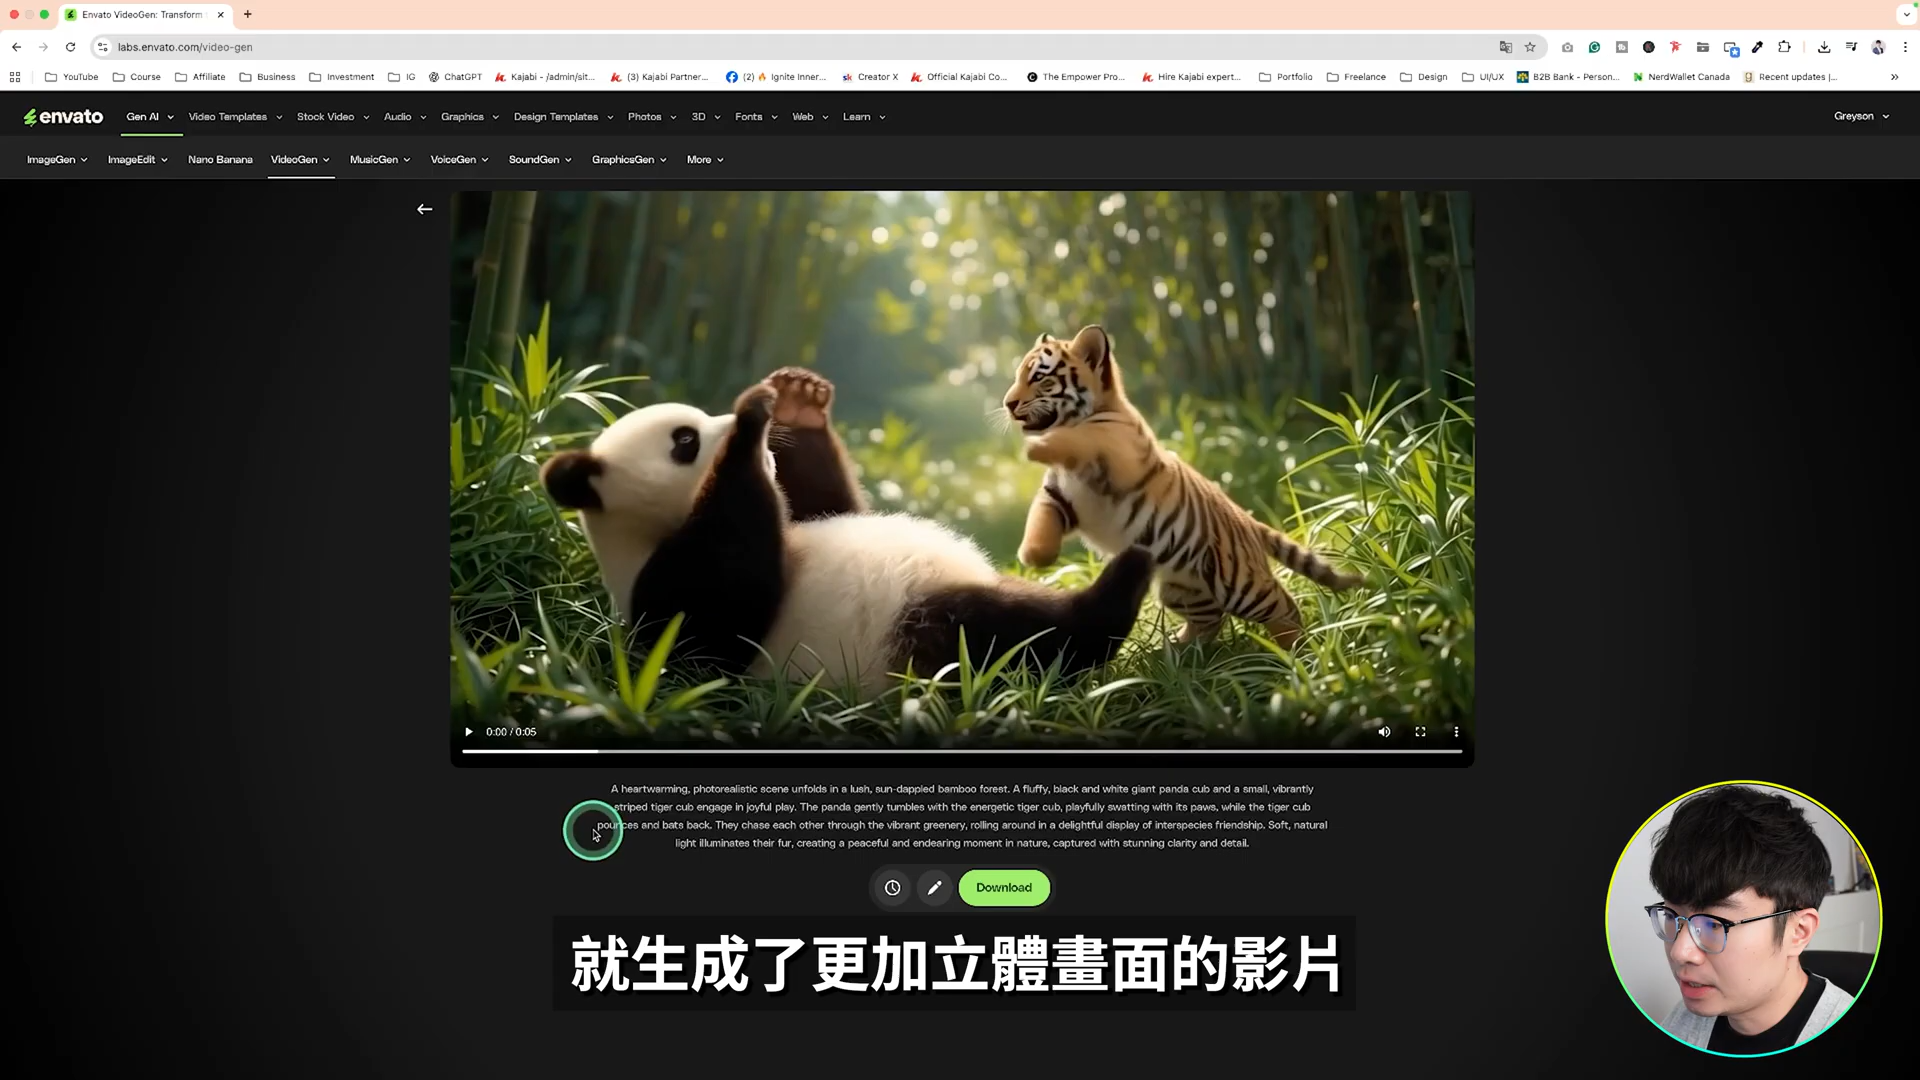 Envato VideoGen: Transform
labs.envato.com/video-gen
YouTube Course Affiliate Business Investment IG ChatGPT Kajabi - /admin/sit... (3) Kajabi Partner... (2) 🔥 Ignite Inner... sk Creator X Official Kajabi Co... The Empower Pro... Hire Kajabi expert... Portfolio Freelance Design UI/UX B2B Bank - Person... NerdWallet Canada Recent updates |...
envato Gen AI Video Templates Stock Video Audio Graphics Design Templates Photos 3D Fonts Web Learn Greyson
ImageGen ImageEdit Nano Banana VideoGen MusicGen VoiceGen SoundGen GraphicsGen More
0:00 / 0:05
A heartwarming, photorealistic scene unfolds in a lush, sun-dappled bamboo forest. A fluffy, black and white giant panda cub and a small, vibrantly
striped tiger cub engage in joyful play. The panda gently tumbles with the energetic tiger cub, playfully swatting with its paws, while the tiger cub
pounces and bats back. They chase each other through the vibrant greenery, rolling around in a delightful display of interspecies friendship. Soft, natural
light illuminates their fur, creating a peaceful and endearing moment in nature, captured with stunning clarity and detail.
Download
就生成了更加立體畫面的影片